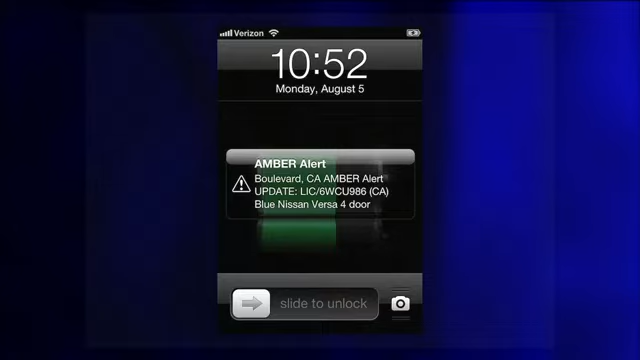 Verizon
10:52
Monday, August 5
AMBER Alert
Boulevard, CA AMBER Alert
UPDATE: LIC/6WCU986 (CA)
Blue Nissan Versa 4 door
slide to unlock